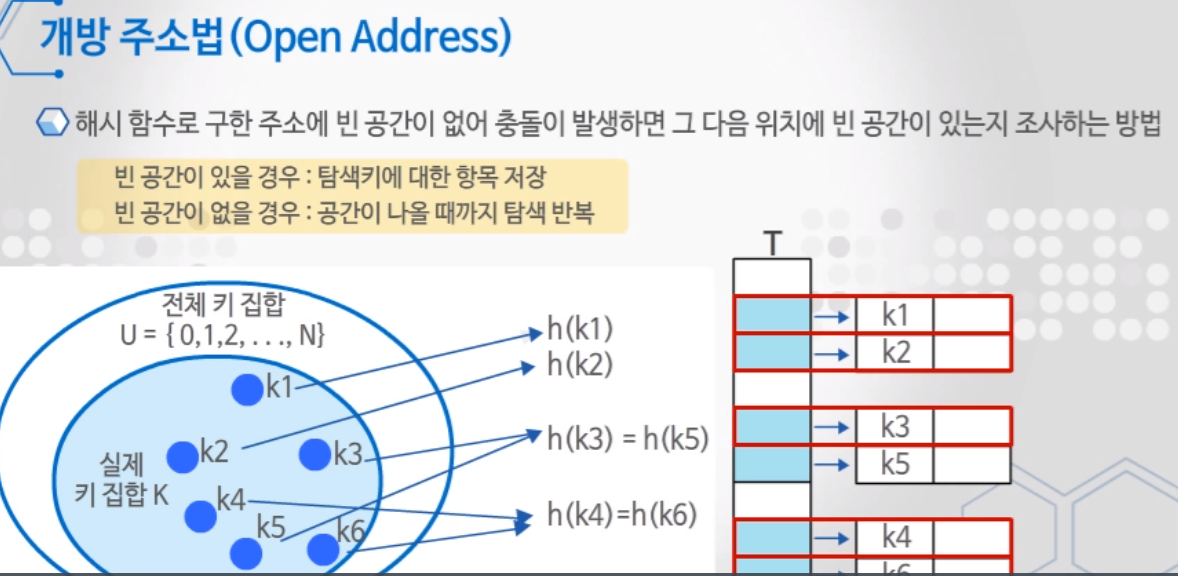 개방 주소법(Open Address)
해시 함수로 구한 주소에 빈 공간이 없어 충돌이 발생하면 그 다음 위치에 빈 공간이 있는지 조사하는 방법
빈 공간이 있을 경우 : 탐색키에 대한 항목 저장
빈 공간이 없을 경우 : 공간이 나올 때까지 탐색 반복
전체 키 집합
U = { 0,1,2, . . ., N}
실제
키 집합 K
k1
k2
k3
k4
k5
k6
h(k1)
h(k2)
h(k3) = h(k5)
h(k4)=h(k6)
T
k1
k2
k3
k5
k4
k6